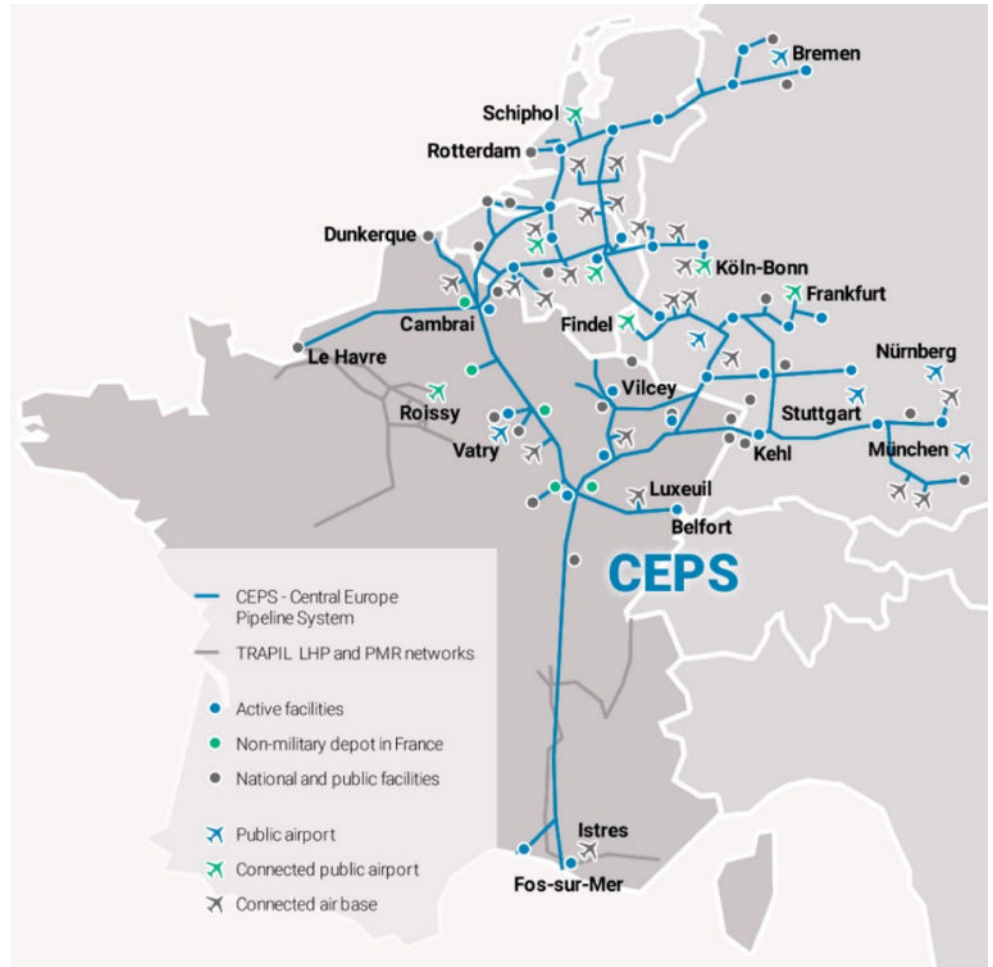 Bremen
Schiphol
Rotterdam
Dunkerque
Köln-Bonn
Frankfurt
Cambrai
Findel
Le Havre
Nürnberg
Vilcey
Roissy
Stuttgart
Vatry
Kehl
München
Luxeuil
Belfort
CEPS
CEPS - Central Europe
Pipeline System
TRAPIL LHP and PMR networks
Active facilities
Non-military depot in France
National and public facilities
Public airport
Connected public airport
Connected air base
Istres
Fos-sur-Mer